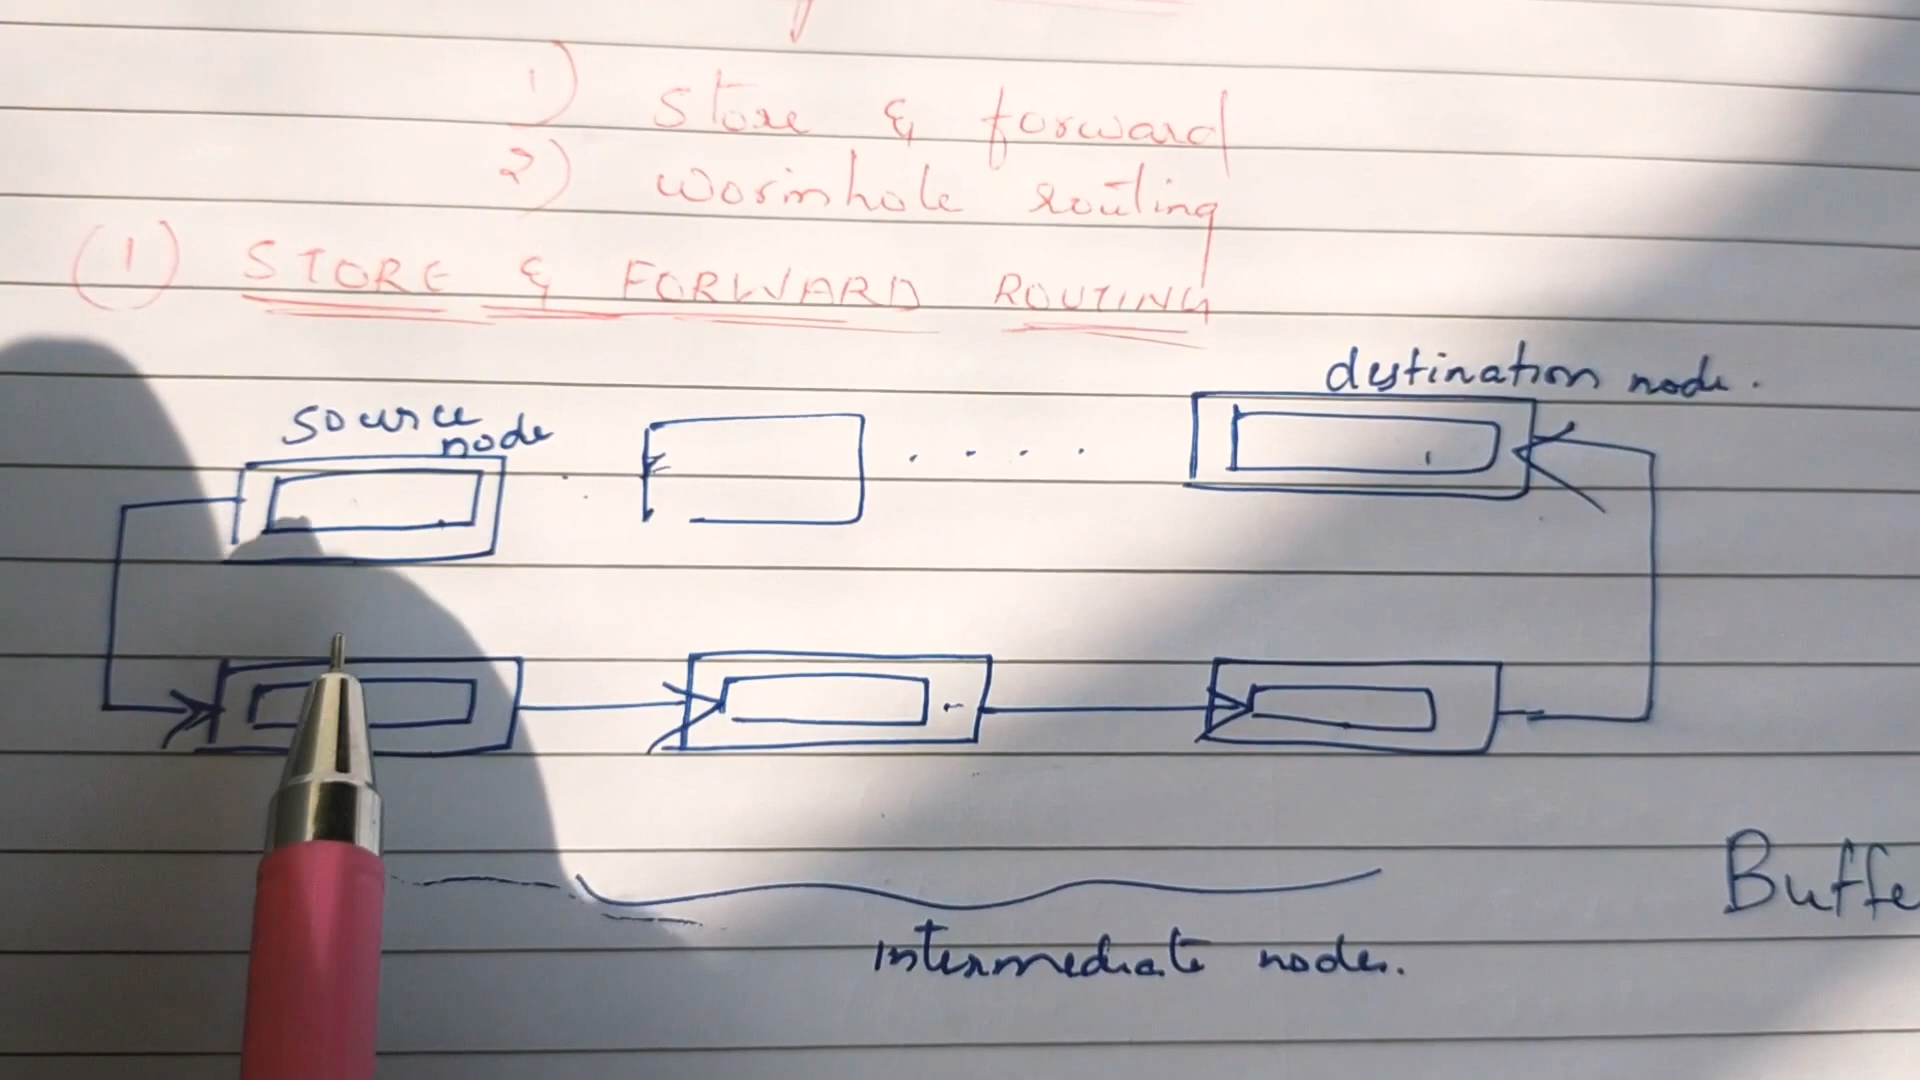 1) Store & forward
2) wormhole routing
(1) STORE & FORWARD ROUTING
destination node.
source node
Buffe
intermediate nodes.